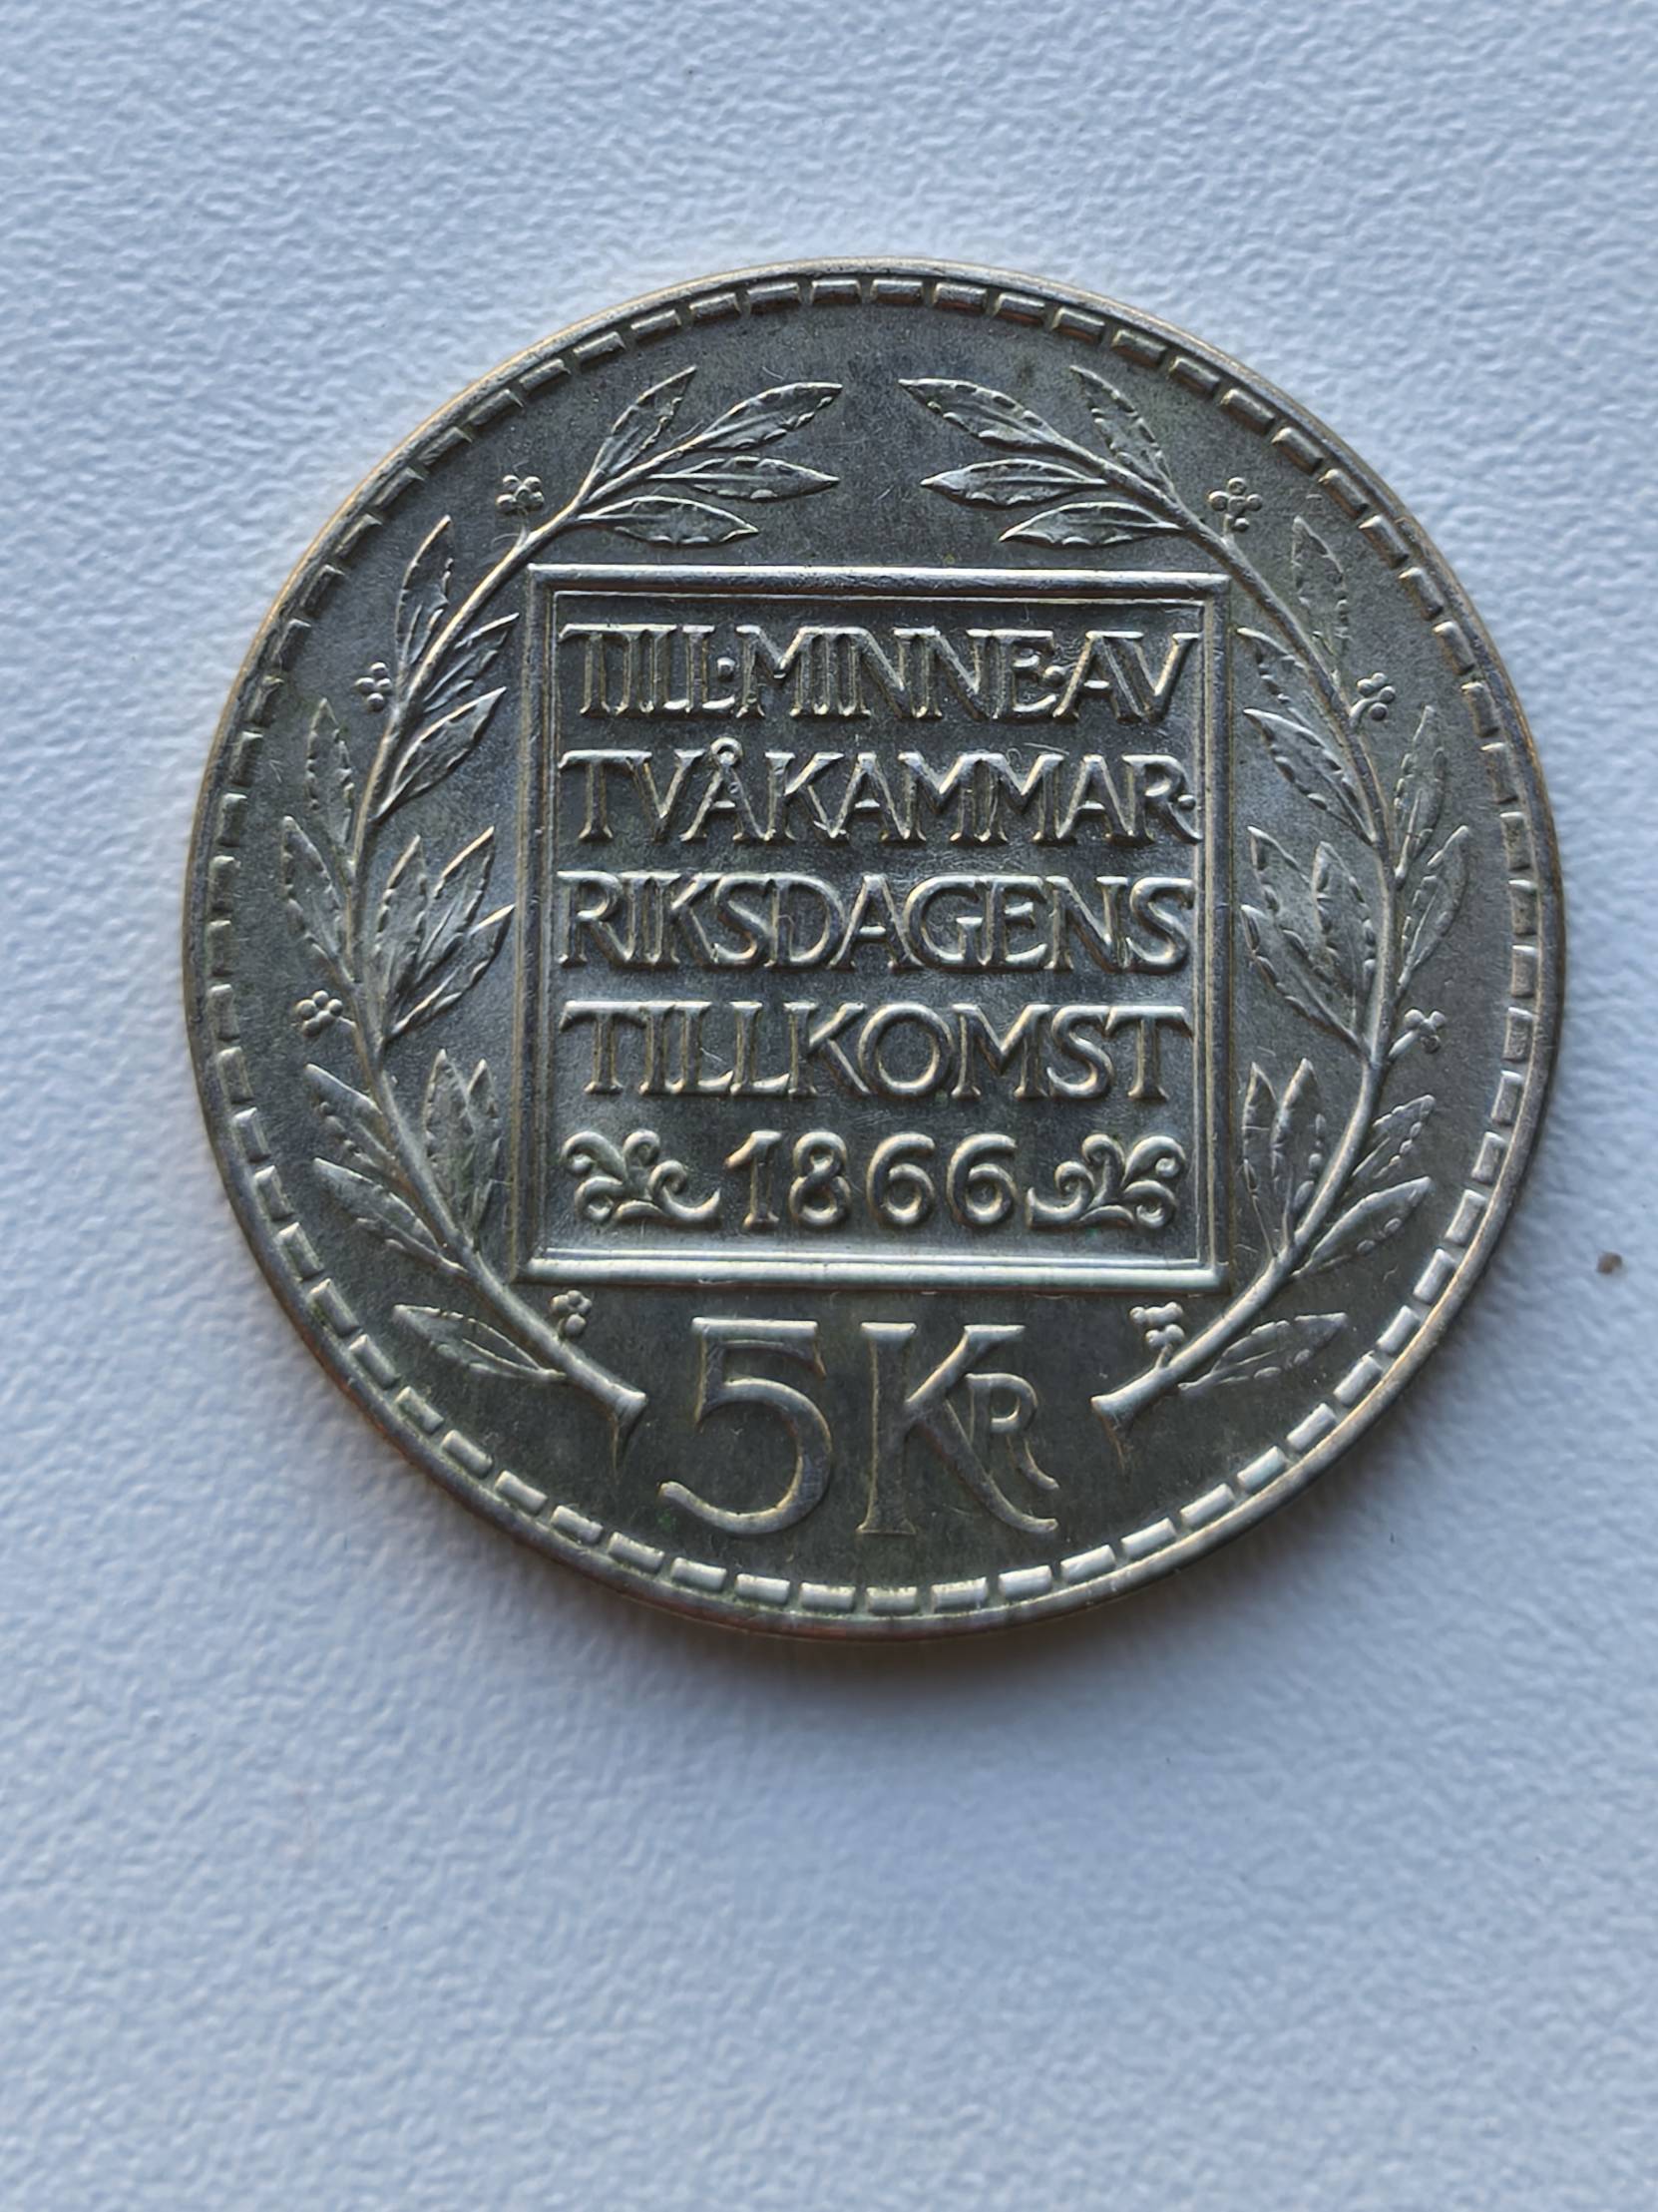 TILL·MINNE·AV
TVÅKAMMAR-
RIKSDAGENS
TILLKOMST
1866
5 KR